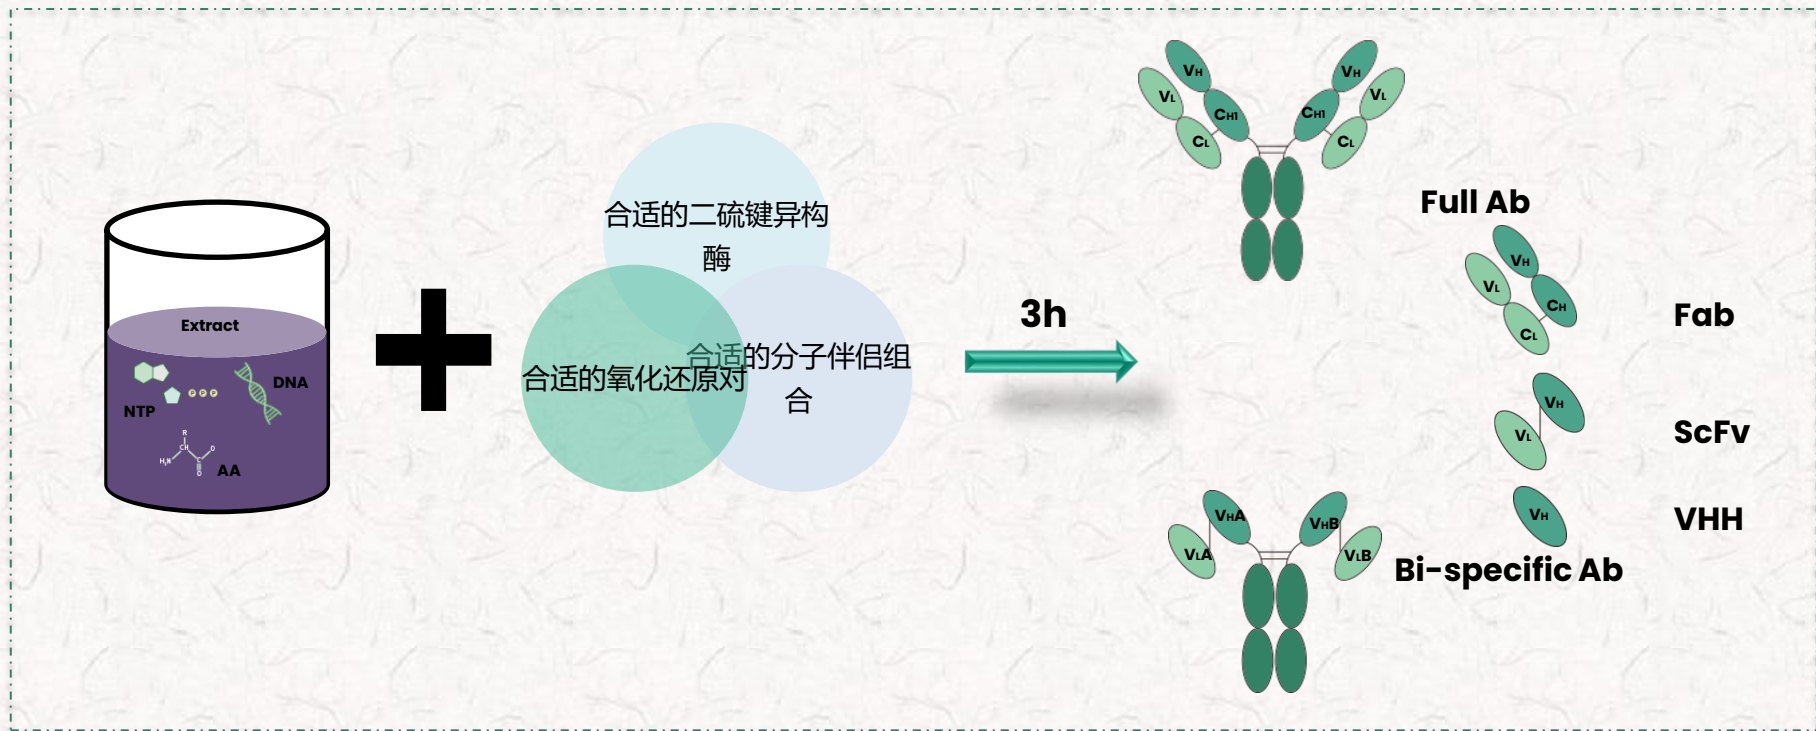 Extract
NTP
P P P
DNA
R
CH
H₂N
C
O
O
AA
合适的二硫键异构
酶
合适的氧化还原对
合适的分子伴侣组
合
3h
VH
VL
CH1
CL
VH
VL
CH1
CL
Full Ab
VH
VL
CH
CL
Fab
VH
VL
ScFv
VH
VHH
VHA
VLA
VHB
VLB
Bi-specific Ab